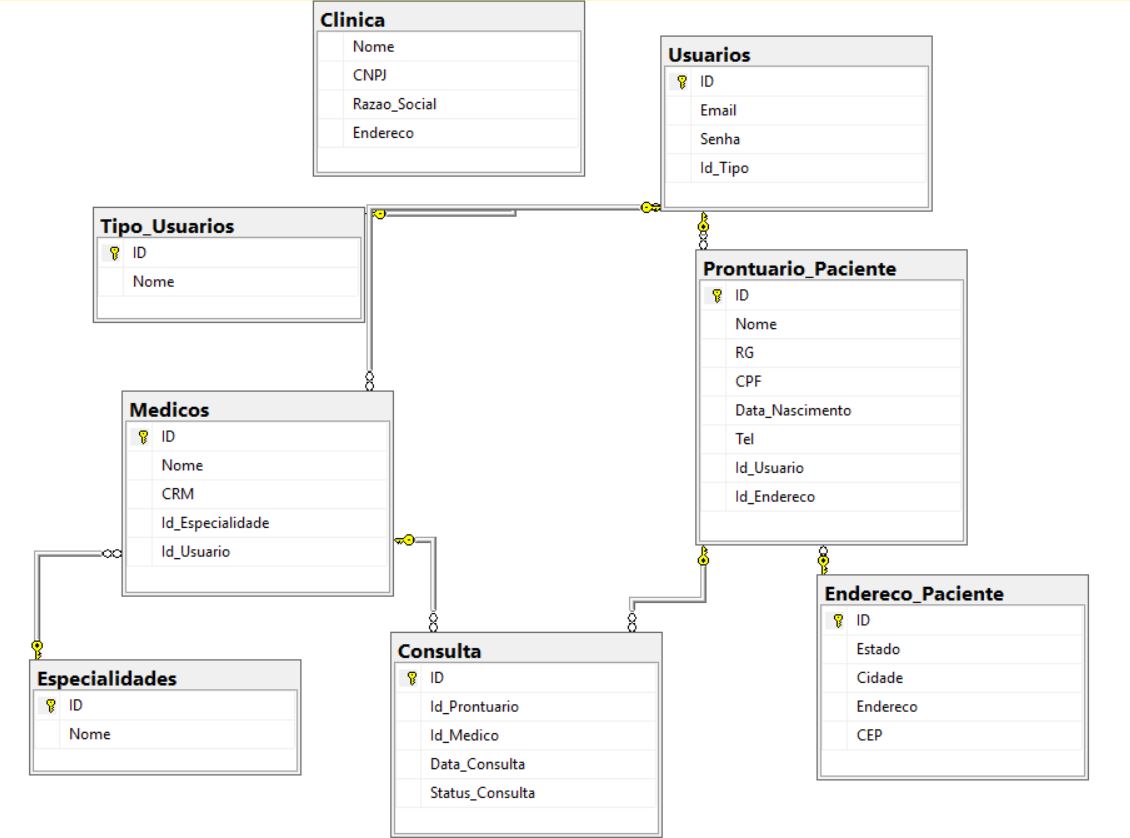 Clinica
Nome
CNPJ
Razao_Social
Endereco
Usuarios
ID
Email
Senha
Id_Tipo
Tipo_Usuarios
ID
Nome
Prontuario_Paciente
ID
Nome
RG
CPF
Data_Nascimento
Tel
Id_Usuario
Id_Endereco
Medicos
ID
Nome
CRM
Id_Especialidade
Id_Usuario
Endereco_Paciente
ID
Estado
Cidade
Endereco
CEP
Consulta
ID
Id_Prontuario
Id_Medico
Data_Consulta
Status_Consulta
Especialidades
ID
Nome